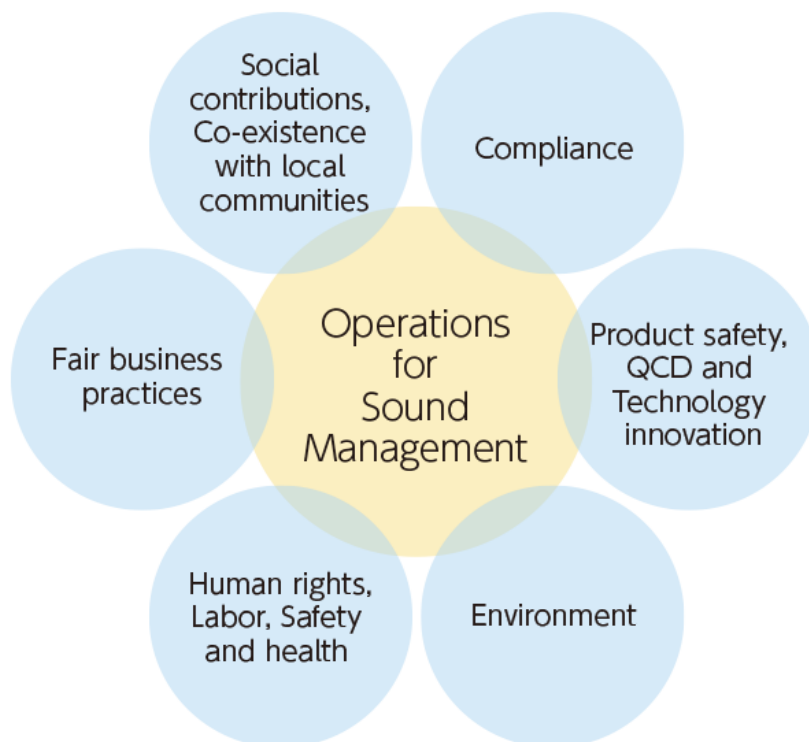 Social
contributions,
Co-existence
with local
communities
Compliance
Operations
for
Sound
Management
Product safety,
QCD and
Technology
innovation
Fair business
practices
Human rights,
Labor, Safety
and health
Environment